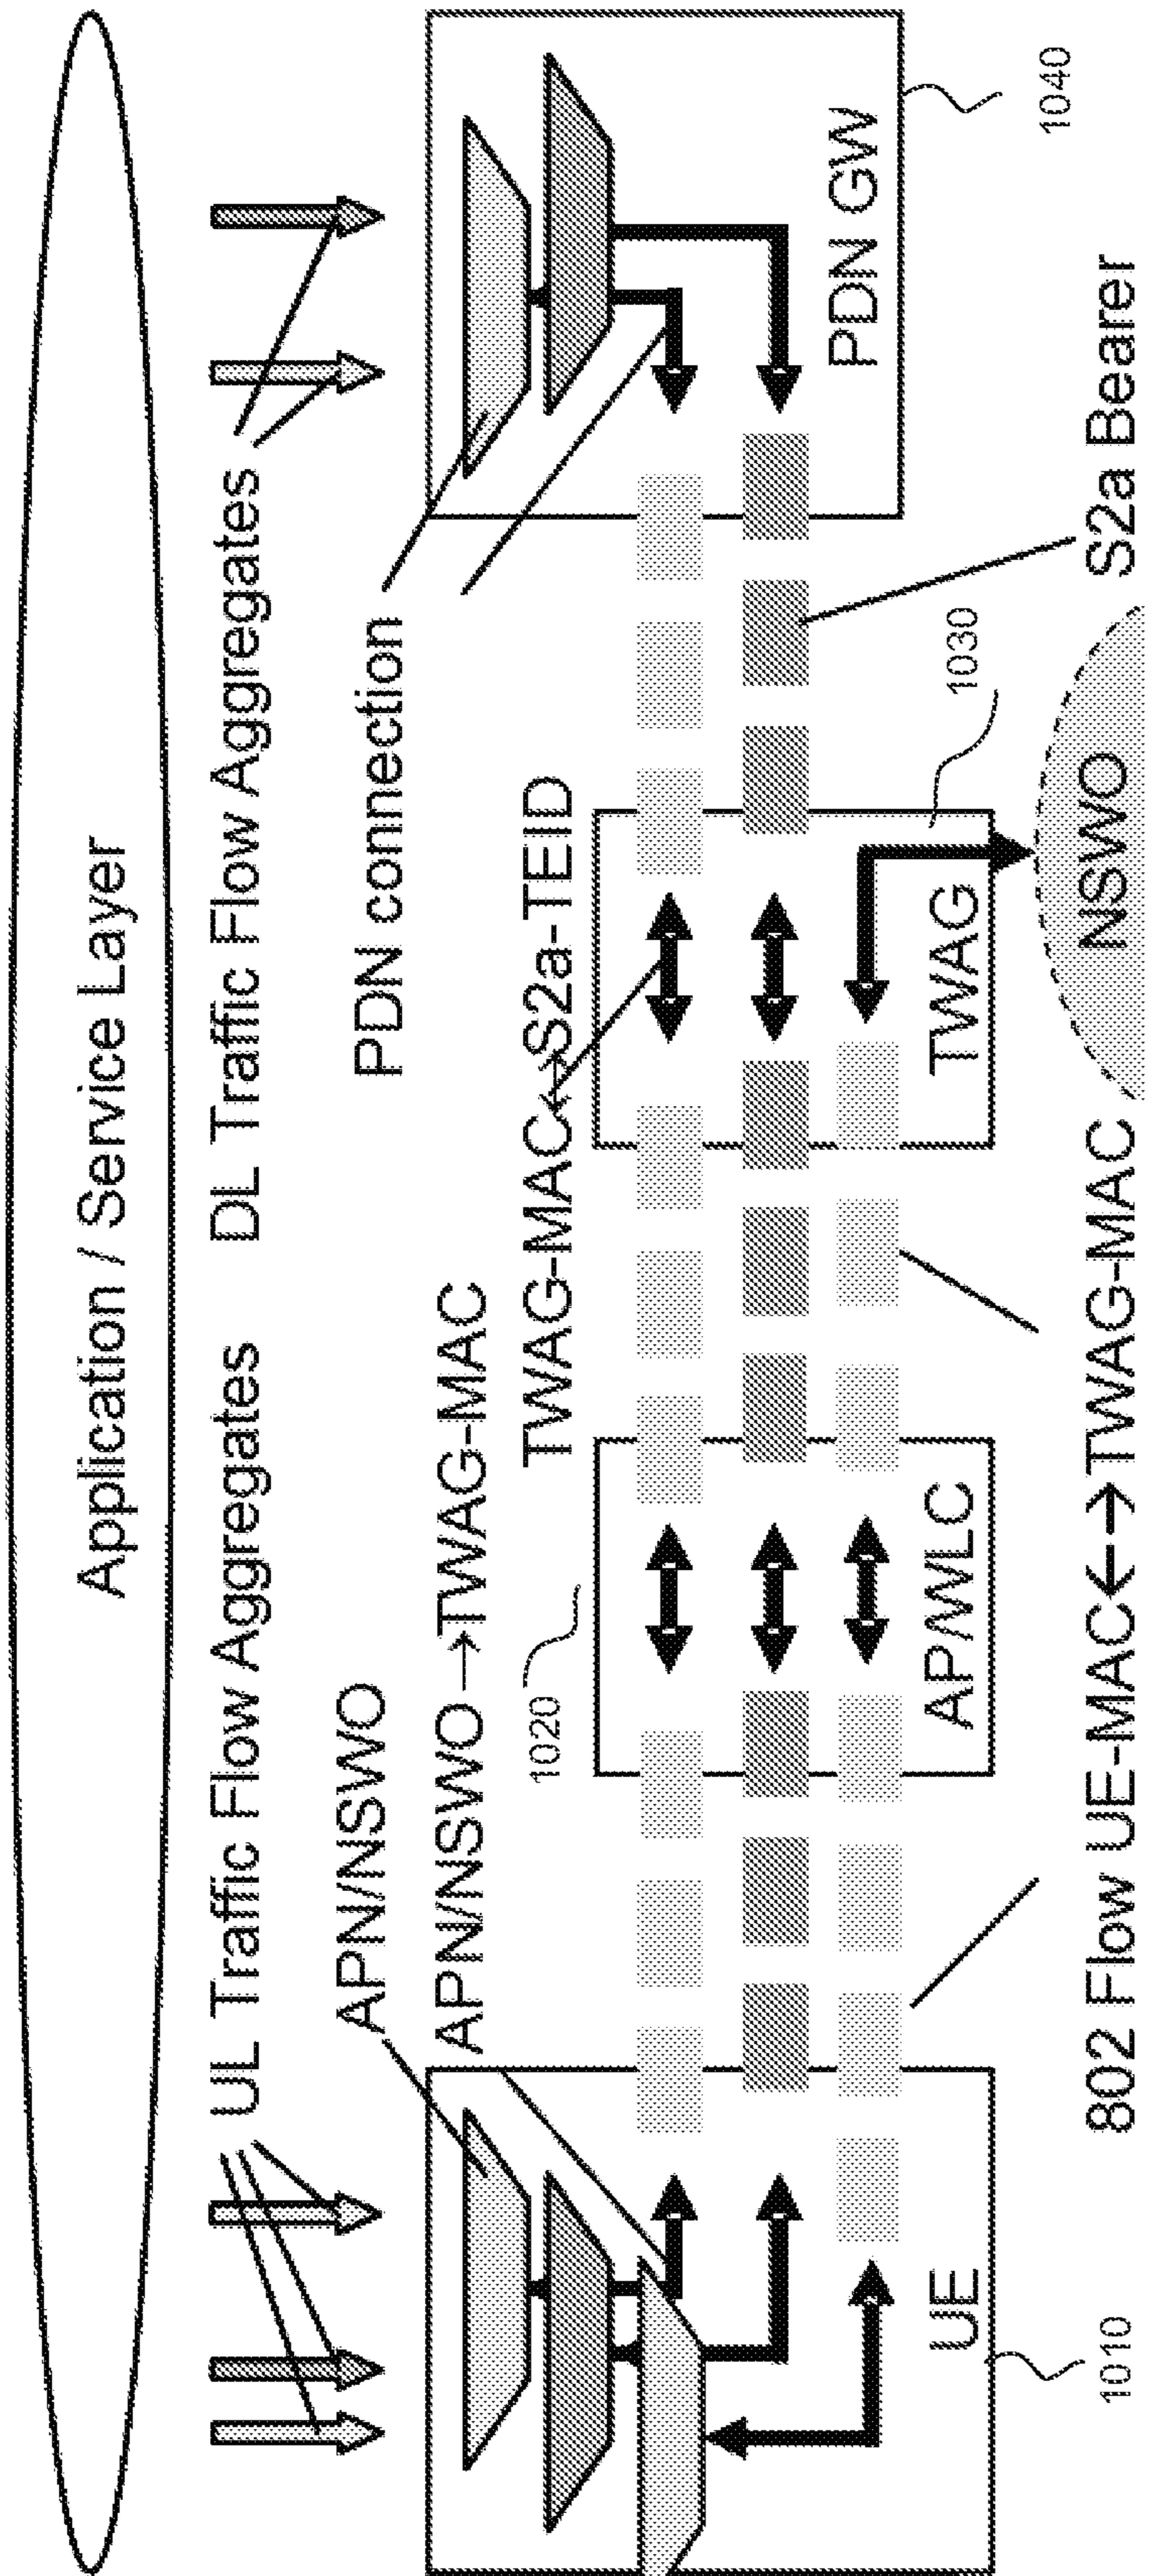 Application / Service Layer
UL Traffic Flow Aggregates
DL Traffic Flow Aggregates
APN/NSWO
PDN connection
APN/NSWO→TWAG-MAC
TWAG-MAC↔S2a-TEID
1020
UE
AP/WLC
TWAG
PDN GW
1030
1040
1010
802 Flow UE-MAC←→TWAG-MAC
NSWO
S2a Bearer